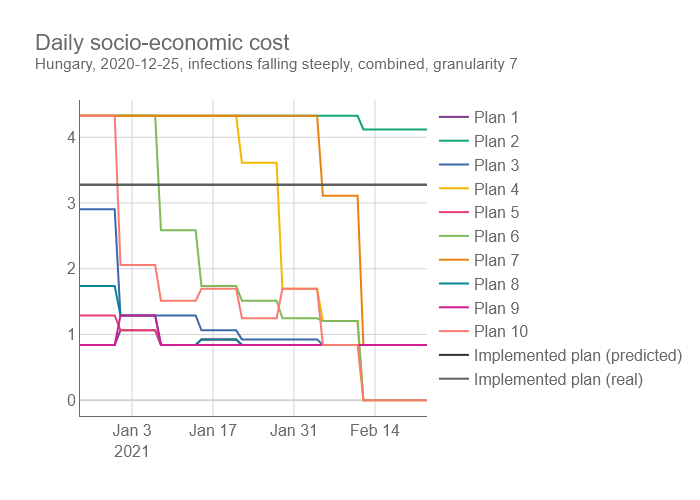 Daily socio-economic cost
Hungary, 2020-12-25, infections falling steeply, combined, granularity 7
4
3
2
1
0
Jan 3
2021
Jan 17
Jan 31
Feb 14
Plan 1
Plan 2
Plan 3
Plan 4
Plan 5
Plan 6
Plan 7
Plan 8
Plan 9
Plan 10
Implemented plan (predicted)
Implemented plan (real)